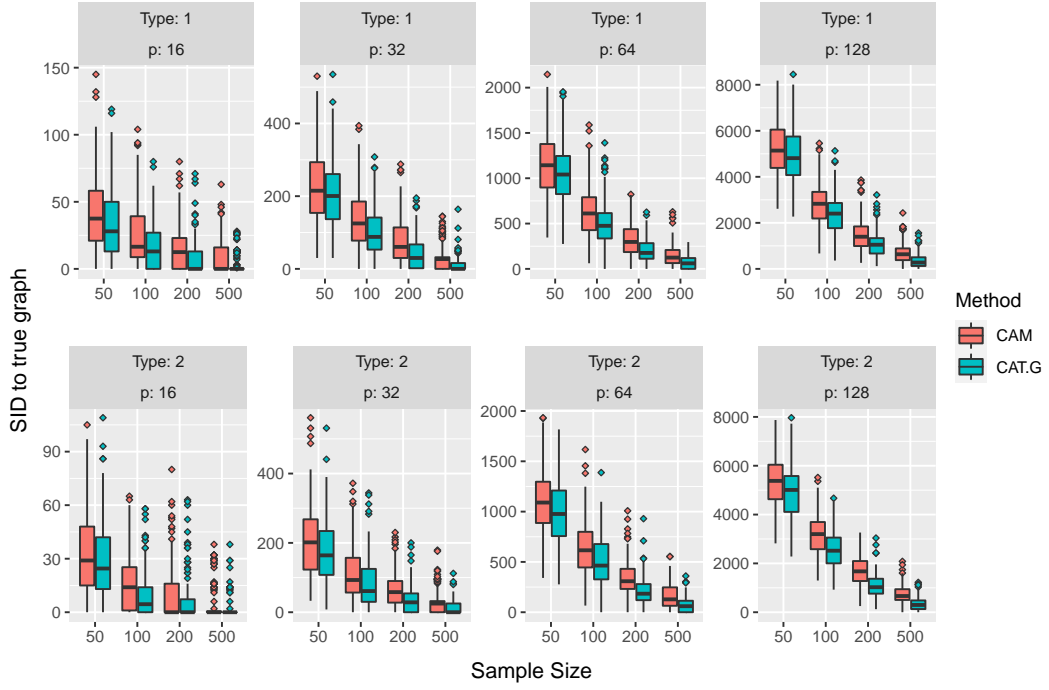 Type: 1
Type: 1
Type: 1
Type: 1
p: 16
p: 32
p: 64
p: 128
150
100
50
0
400
200
0
2000
1500
1000
500
0
8000
6000
4000
2000
0
50 100 200 500
50 100 200 500
50 100 200 500
50 100 200 500
SID to true graph
Method
CAM
CAT.G
Type: 2
Type: 2
Type: 2
Type: 2
p: 16
p: 32
p: 64
p: 128
90
60
30
0
400
200
0
2000
1500
1000
500
0
8000
6000
4000
2000
0
50 100 200 500
50 100 200 500
50 100 200 500
50 100 200 500
Sample Size